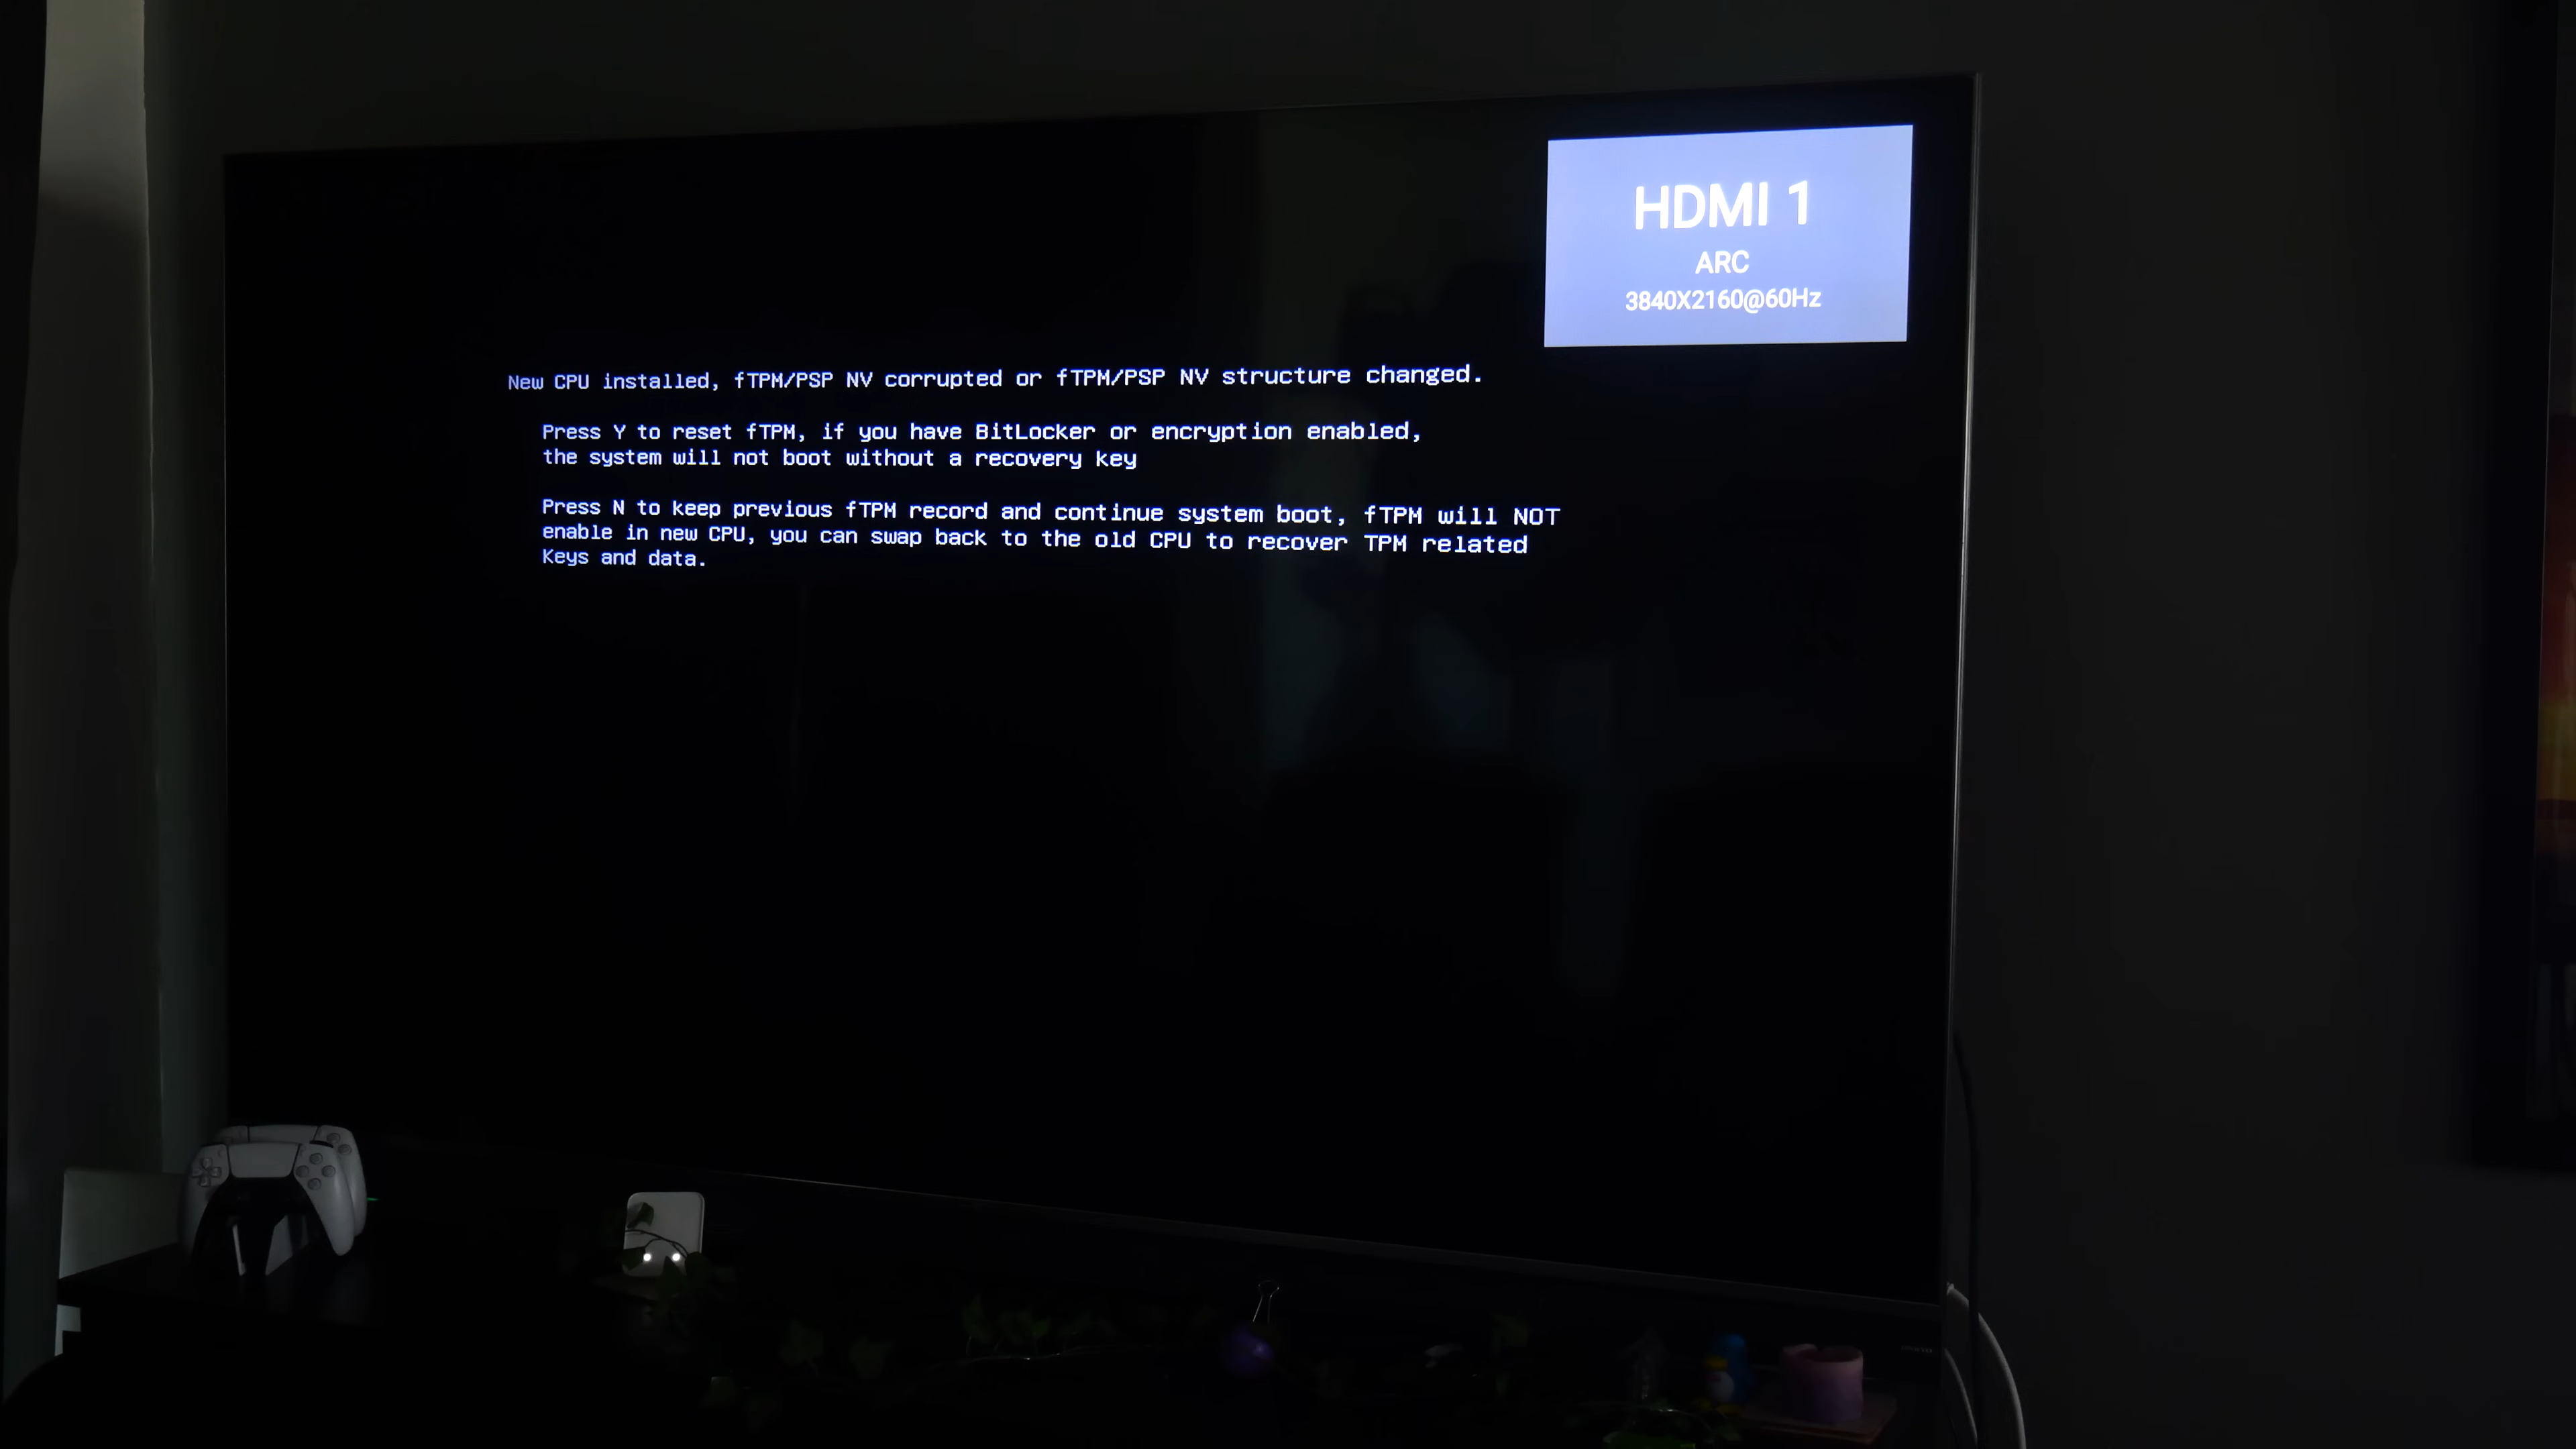 HDMI 1
ARC
3840X2160@60Hz
New CPU installed, fTPM/PSP NV corrupted or fTPM/PSP NV structure changed.
Press Y to reset fTPM, if you have BitLocker or encryption enabled,
the system will not boot without a recovery key
Press N to keep previous fTPM record and continue system boot, fTPM will NOT
enable in new CPU, you can swap back to the old CPU to recover TPM related
Keys and data.